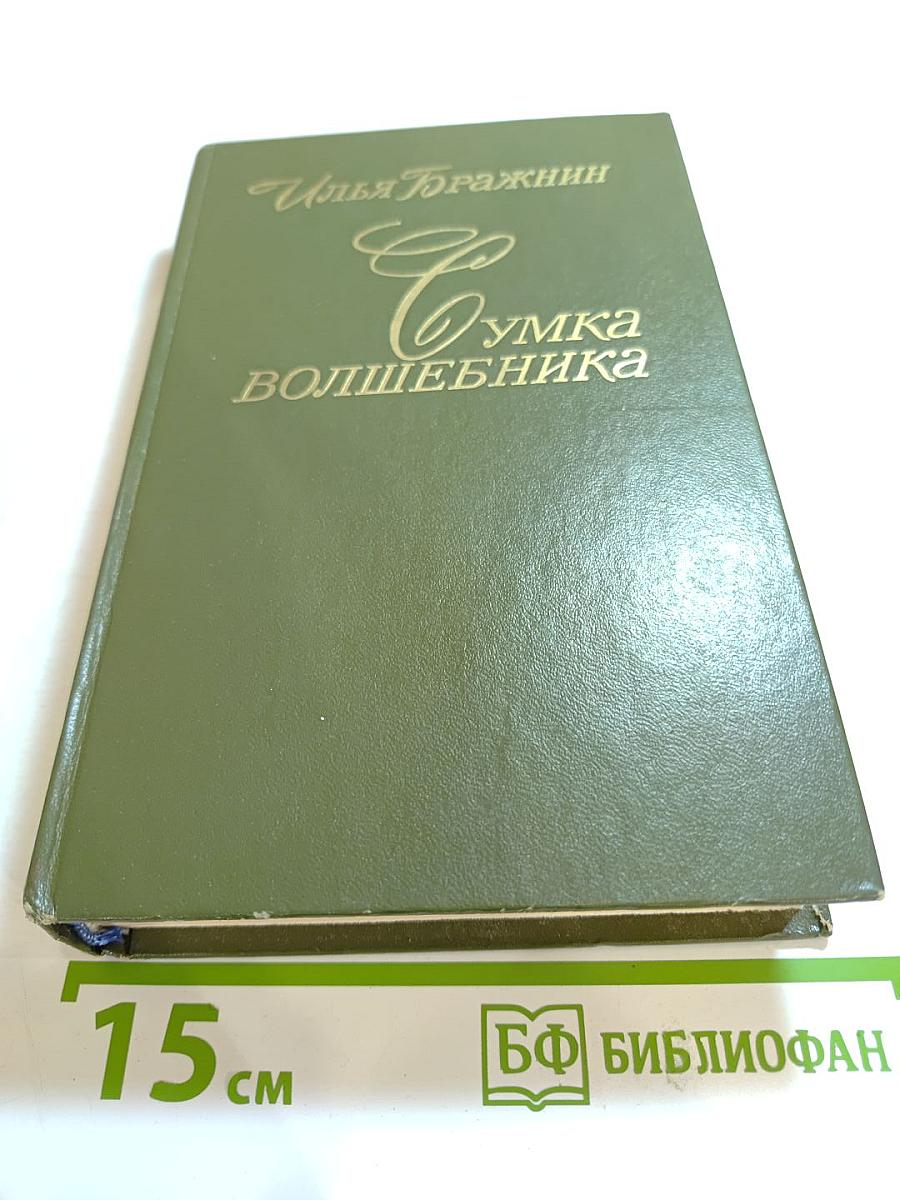 Илья Бражнин
Сумка
волшебника
15 см
БФ БИБЛИОФАН